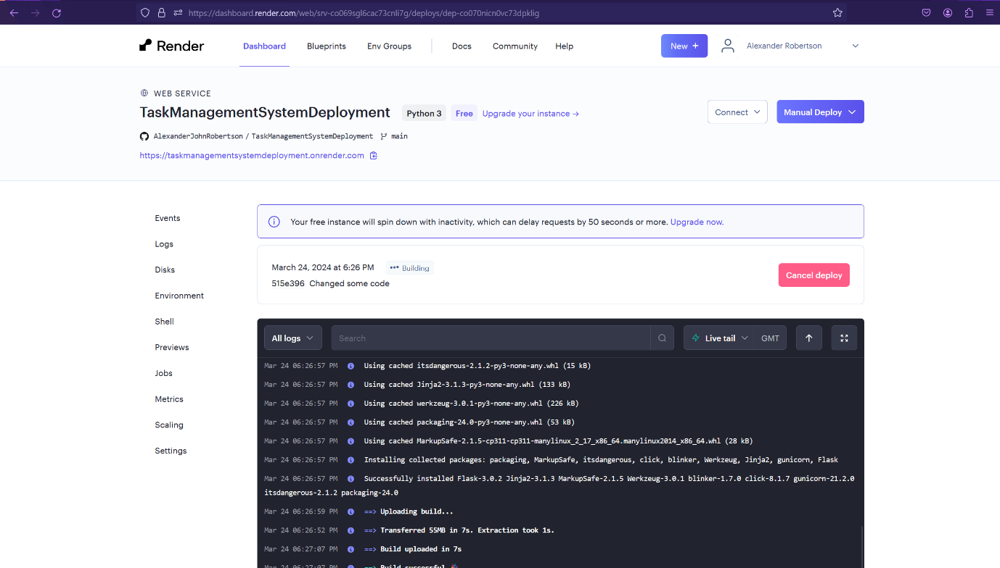 https://dashboard.render.com/web/srv-co069sgl6cac73cnli7g/deploys/dep-co070nicn0vc73dpklig
Render Dashboard Blueprints Env Groups Docs Community Help New + Alexander Robertson
WEB SERVICE
TaskManagementSystemDeployment Python 3 Free Upgrade your instance → Connect Manual Deploy
AlexanderJohnRobertson / TaskManagementSystemDeployment main
https://taskmanagementsystemdeployment.onrender.com
Events
Logs
Disks
Environment
Shell
Previews
Jobs
Metrics
Scaling
Settings
Your free instance will spin down with inactivity, which can delay requests by 50 seconds or more. Upgrade now.
March 24, 2024 at 6:26 PM ••• Building
515e396 Changed some code
Cancel deploy
All logs Search Live tail GMT
Mar 24 06:26:57 PM Using cached itsdangerous-2.1.2-py3-none-any.whl (15 kB)
Mar 24 06:26:57 PM Using cached Jinja2-3.1.3-py3-none-any.whl (133 kB)
Mar 24 06:26:57 PM Using cached werkzeug-3.0.1-py3-none-any.whl (226 kB)
Mar 24 06:26:57 PM Using cached packaging-24.0-py3-none-any.whl (53 kB)
Mar 24 06:26:57 PM Using cached MarkupSafe-2.1.5-cp311-cp311-manylinux_2_17_x86_64.manylinux2014_x86_64.whl (28 kB)
Mar 24 06:26:57 PM Installing collected packages: packaging, MarkupSafe, itsdangerous, click, blinker, Werkzeug, Jinja2, gunicorn, Flask
Mar 24 06:26:57 PM Successfully installed Flask-3.0.2 Jinja2-3.1.3 MarkupSafe-2.1.5 Werkzeug-3.0.1 blinker-1.7.0 click-8.1.7 gunicorn-21.2.0
itsdangerous-2.1.2 packaging-24.0
Mar 24 06:26:59 PM ==> Uploading build...
Mar 24 06:26:52 PM ==> Transferred 55MB in 7s. Extraction took 1s.
Mar 24 06:27:07 PM ==> Build uploaded in 7s
Mar 24 06:27:07 PM ==> Build successful 🎉